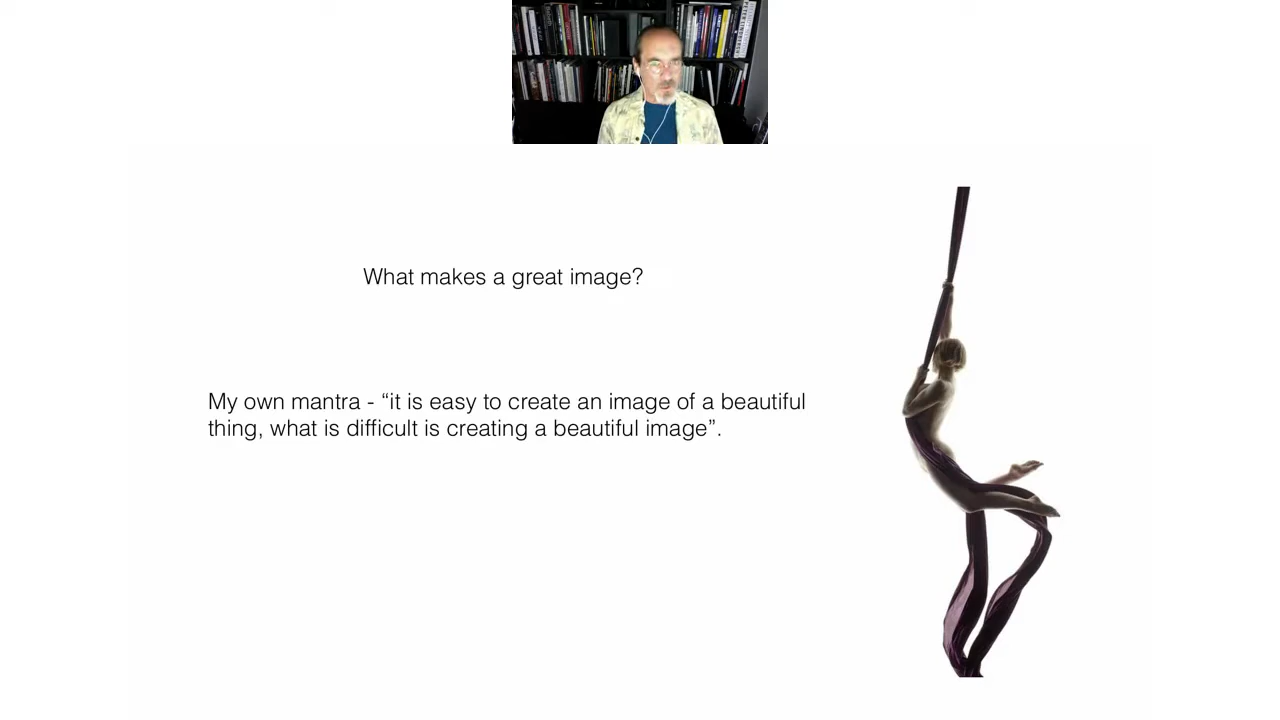 What makes a great image?
My own mantra - “it is easy to create an image of a beautiful
thing, what is difficult is creating a beautiful image”.